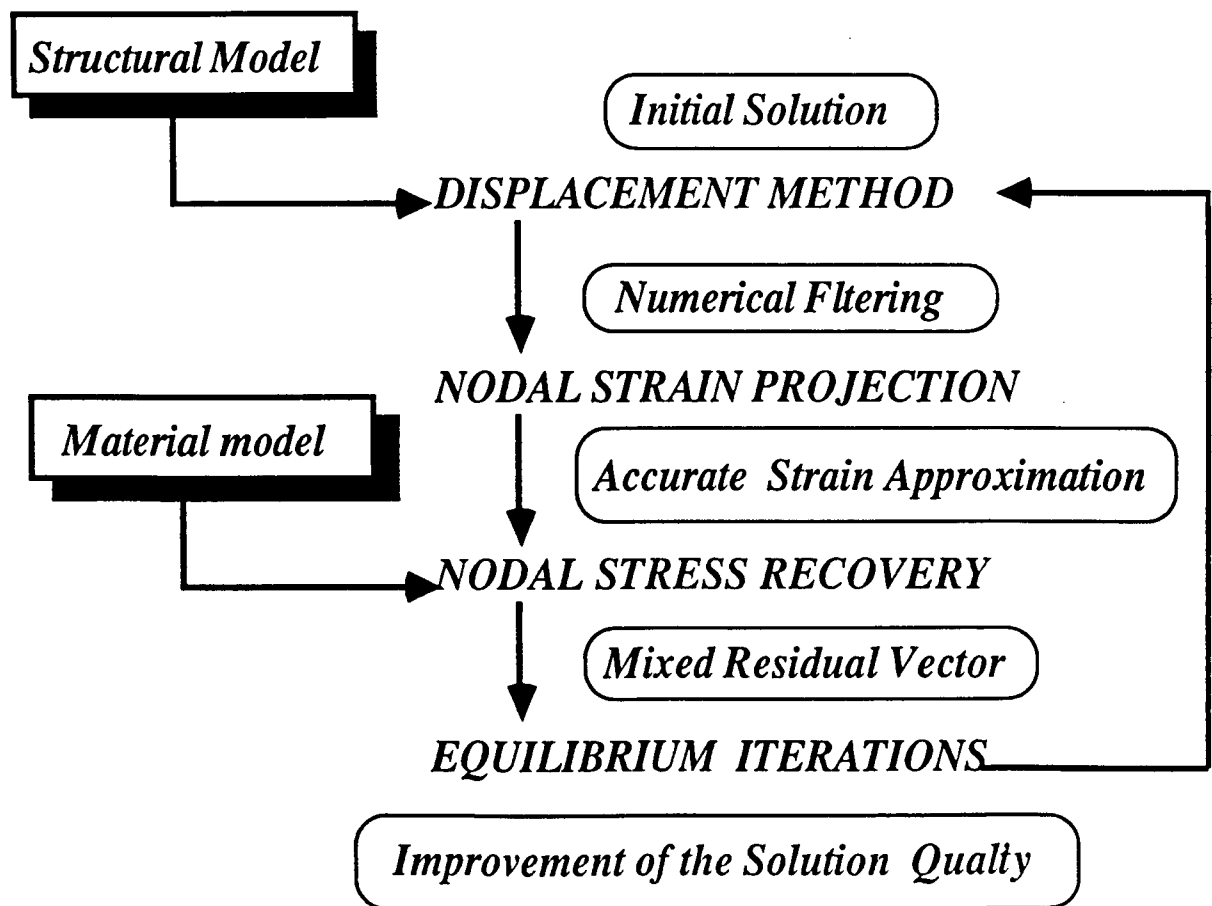 Structural Model
Initial Solution
DISPLACEMENT METHOD
Numerical Fltering
NODAL STRAIN PROJECTION
Material model
Accurate Strain Approximation
NODAL STRESS RECOVERY
Mixed Residual Vector
EQUILIBRIUM ITERATIONS
Improvement of the Solution Qualty